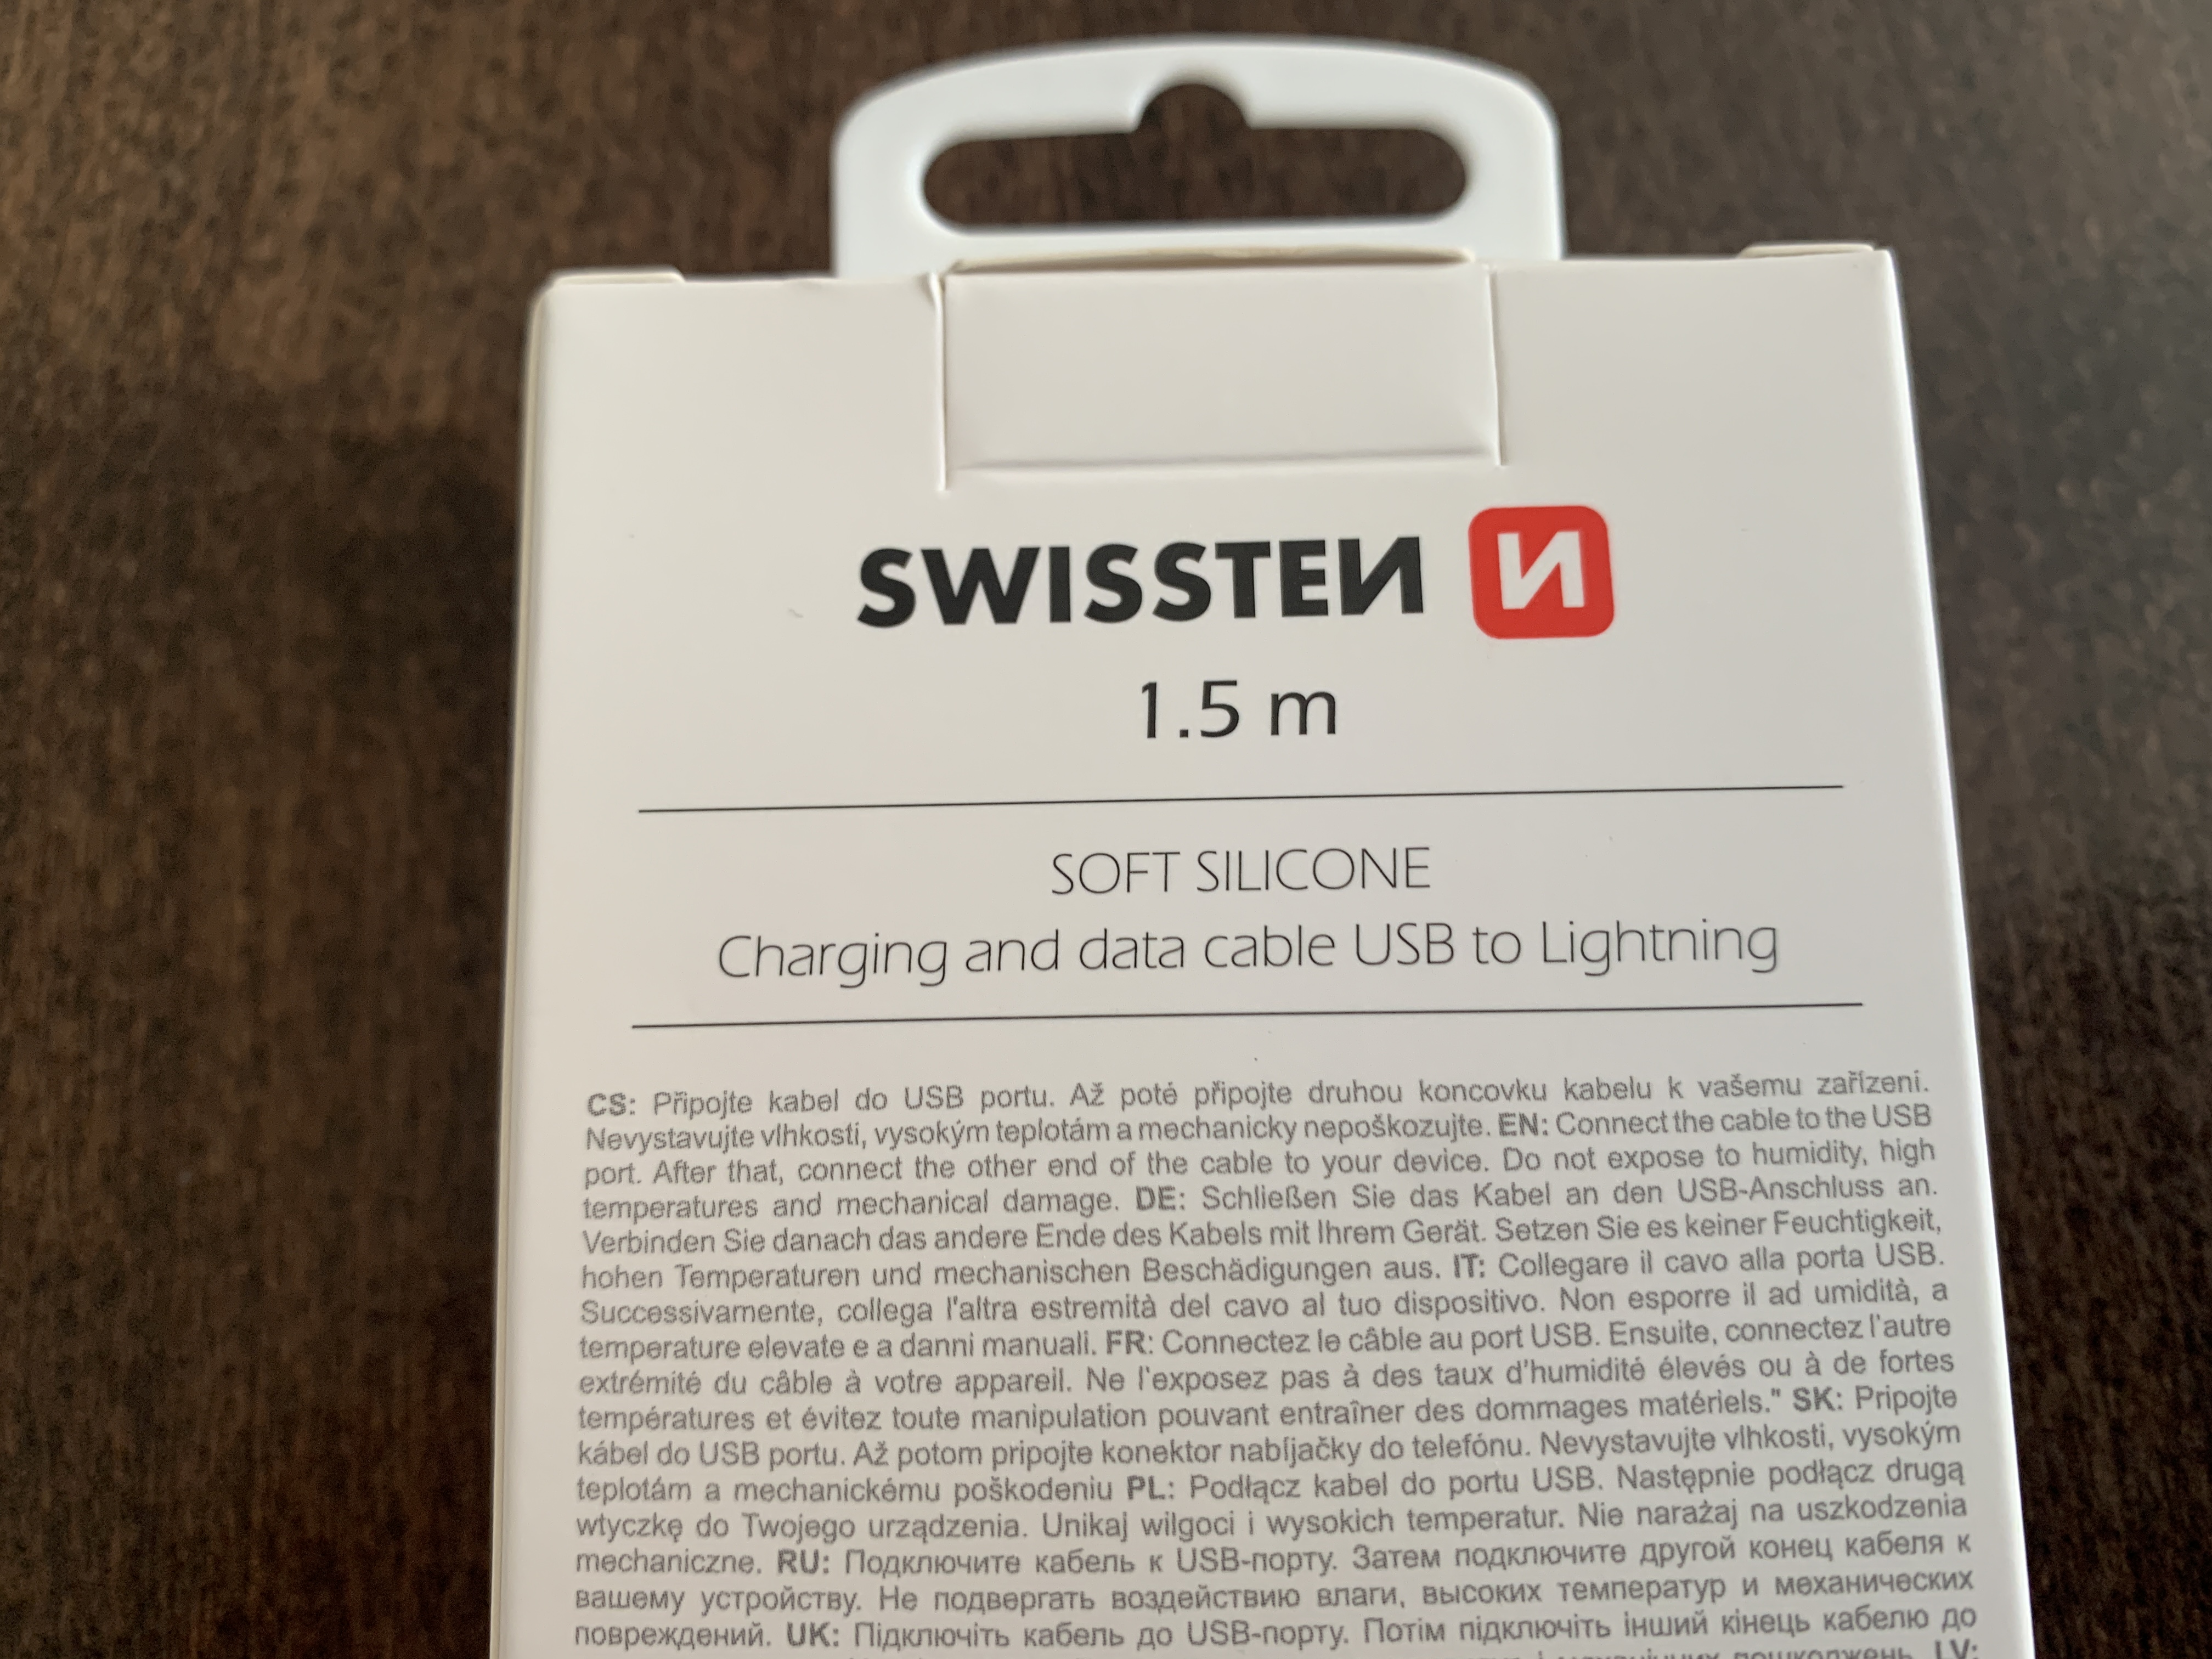 SWISSTEN N
1.5 m
SOFT SILICONE
Charging and data cable USB to Lightning
CS: Připojte kabel do USB portu. Až poté připojte druhou koncovku kabelu k vašemu zařízení.
Nevystavujte vlhkosti, vysokým teplotám a mechanicky nepoškozujte. EN: Connect the cable to the USB
port. After that, connect the other end of the cable to your device. Do not expose to humidity, high
temperatures and mechanical damage. DE: Schließen Sie das Kabel an den USB-Anschluss an.
Verbinden Sie danach das andere Ende des Kabels mit Ihrem Gerät. Setzen Sie es keiner Feuchtigkeit,
hohen Temperaturen und mechanischen Beschädigungen aus. IT: Collegare il cavo alla porta USB.
Successivamente, collega l'altra estremità del cavo al tuo dispositivo. Non esporre il ad umidità, a
temperature elevate e a danni manuali. FR: Connectez le câble au port USB. Ensuite, connectez l'autre
extrémité du câble à votre appareil. Ne l'exposez pas à des taux d'humidité élevés ou à de fortes
températures et évitez toute manipulation pouvant entraîner des dommages matériels." SK: Pripojte
kábel do USB portu. Až potom pripojte konektor nabíjačky do telefónu. Nevystavujte vlhkosti, vysokým
teplotám a mechanickému poškodeniu PL: Podłącz kabel do portu USB. Następnie podłącz drugą
wtyczkę do Twojego urządzenia. Unikaj wilgoci i wysokich temperatur. Nie narażaj na uszkodzenia
mechaniczne. RU: Подключите кабель к USB-порту. Затем подключите другой конец кабеля к
вашему устройству. Не подвергать воздействию влаги, высоких температур и механических
повреждений. UK: Підключіть кабель до USB-порту. Потім підключіть інший кінець кабелю до
LV: